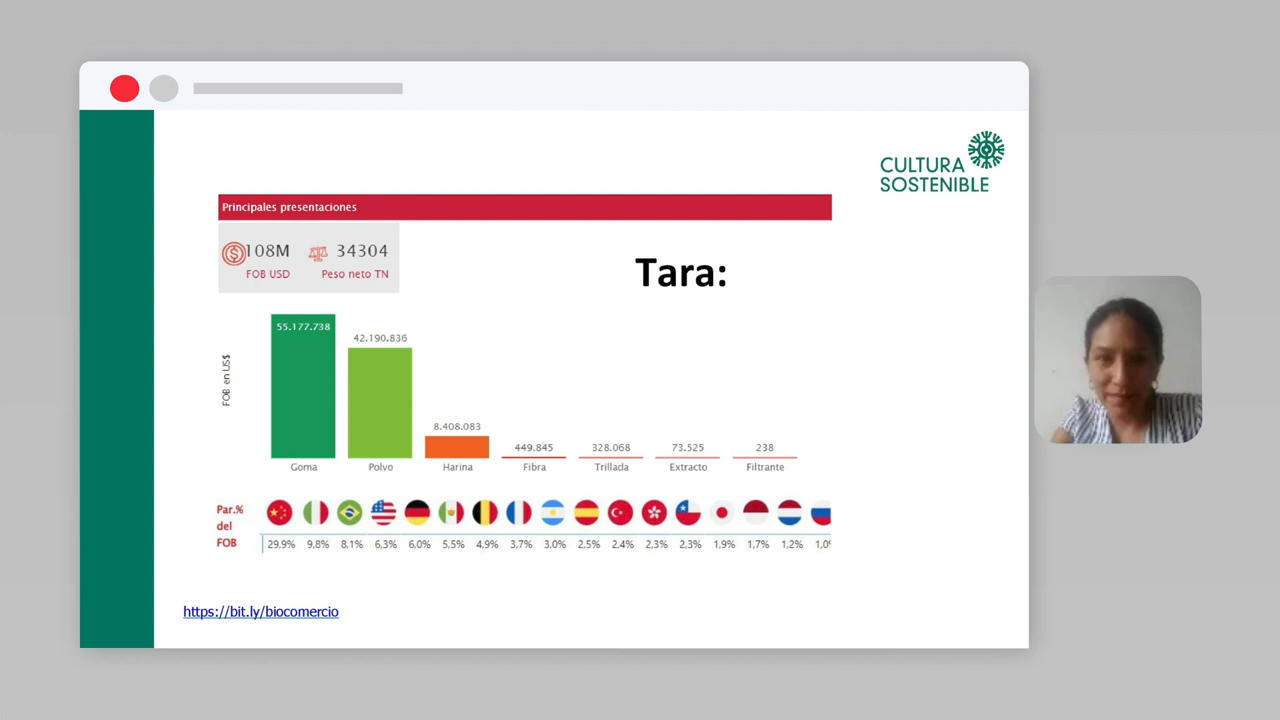 CULTURA
SOSTENIBLE
Principales presentaciones
108M
34304
FOB USD
Peso neto TN
Tara:
FOB en US$
55.177.738
42.190.836
8.408.083
449.845
328.068
73.525
238
Goma
Polvo
Harina
Fibra
Trillada
Extracto
Filtrante
Par.%
del
FOB
29,9% 9,8% 8,1% 6,3% 6,0% 5,5% 4,9% 3,7% 3,0% 2,5% 2,4% 2,3% 2,3% 1,9% 1,7% 1,2%
https://bit.ly/biocomercio